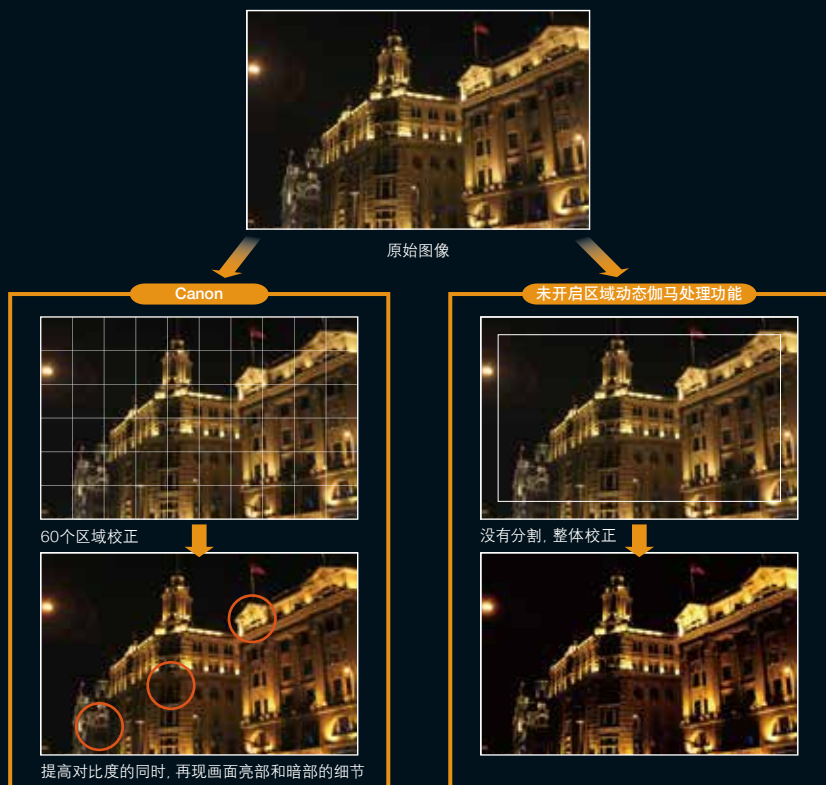 原始图像
Canon
未开启区域动态伽马处理功能
60个区域校正
没有分割, 整体校正
提高对比度的同时, 再现画面亮部和暗部的细节